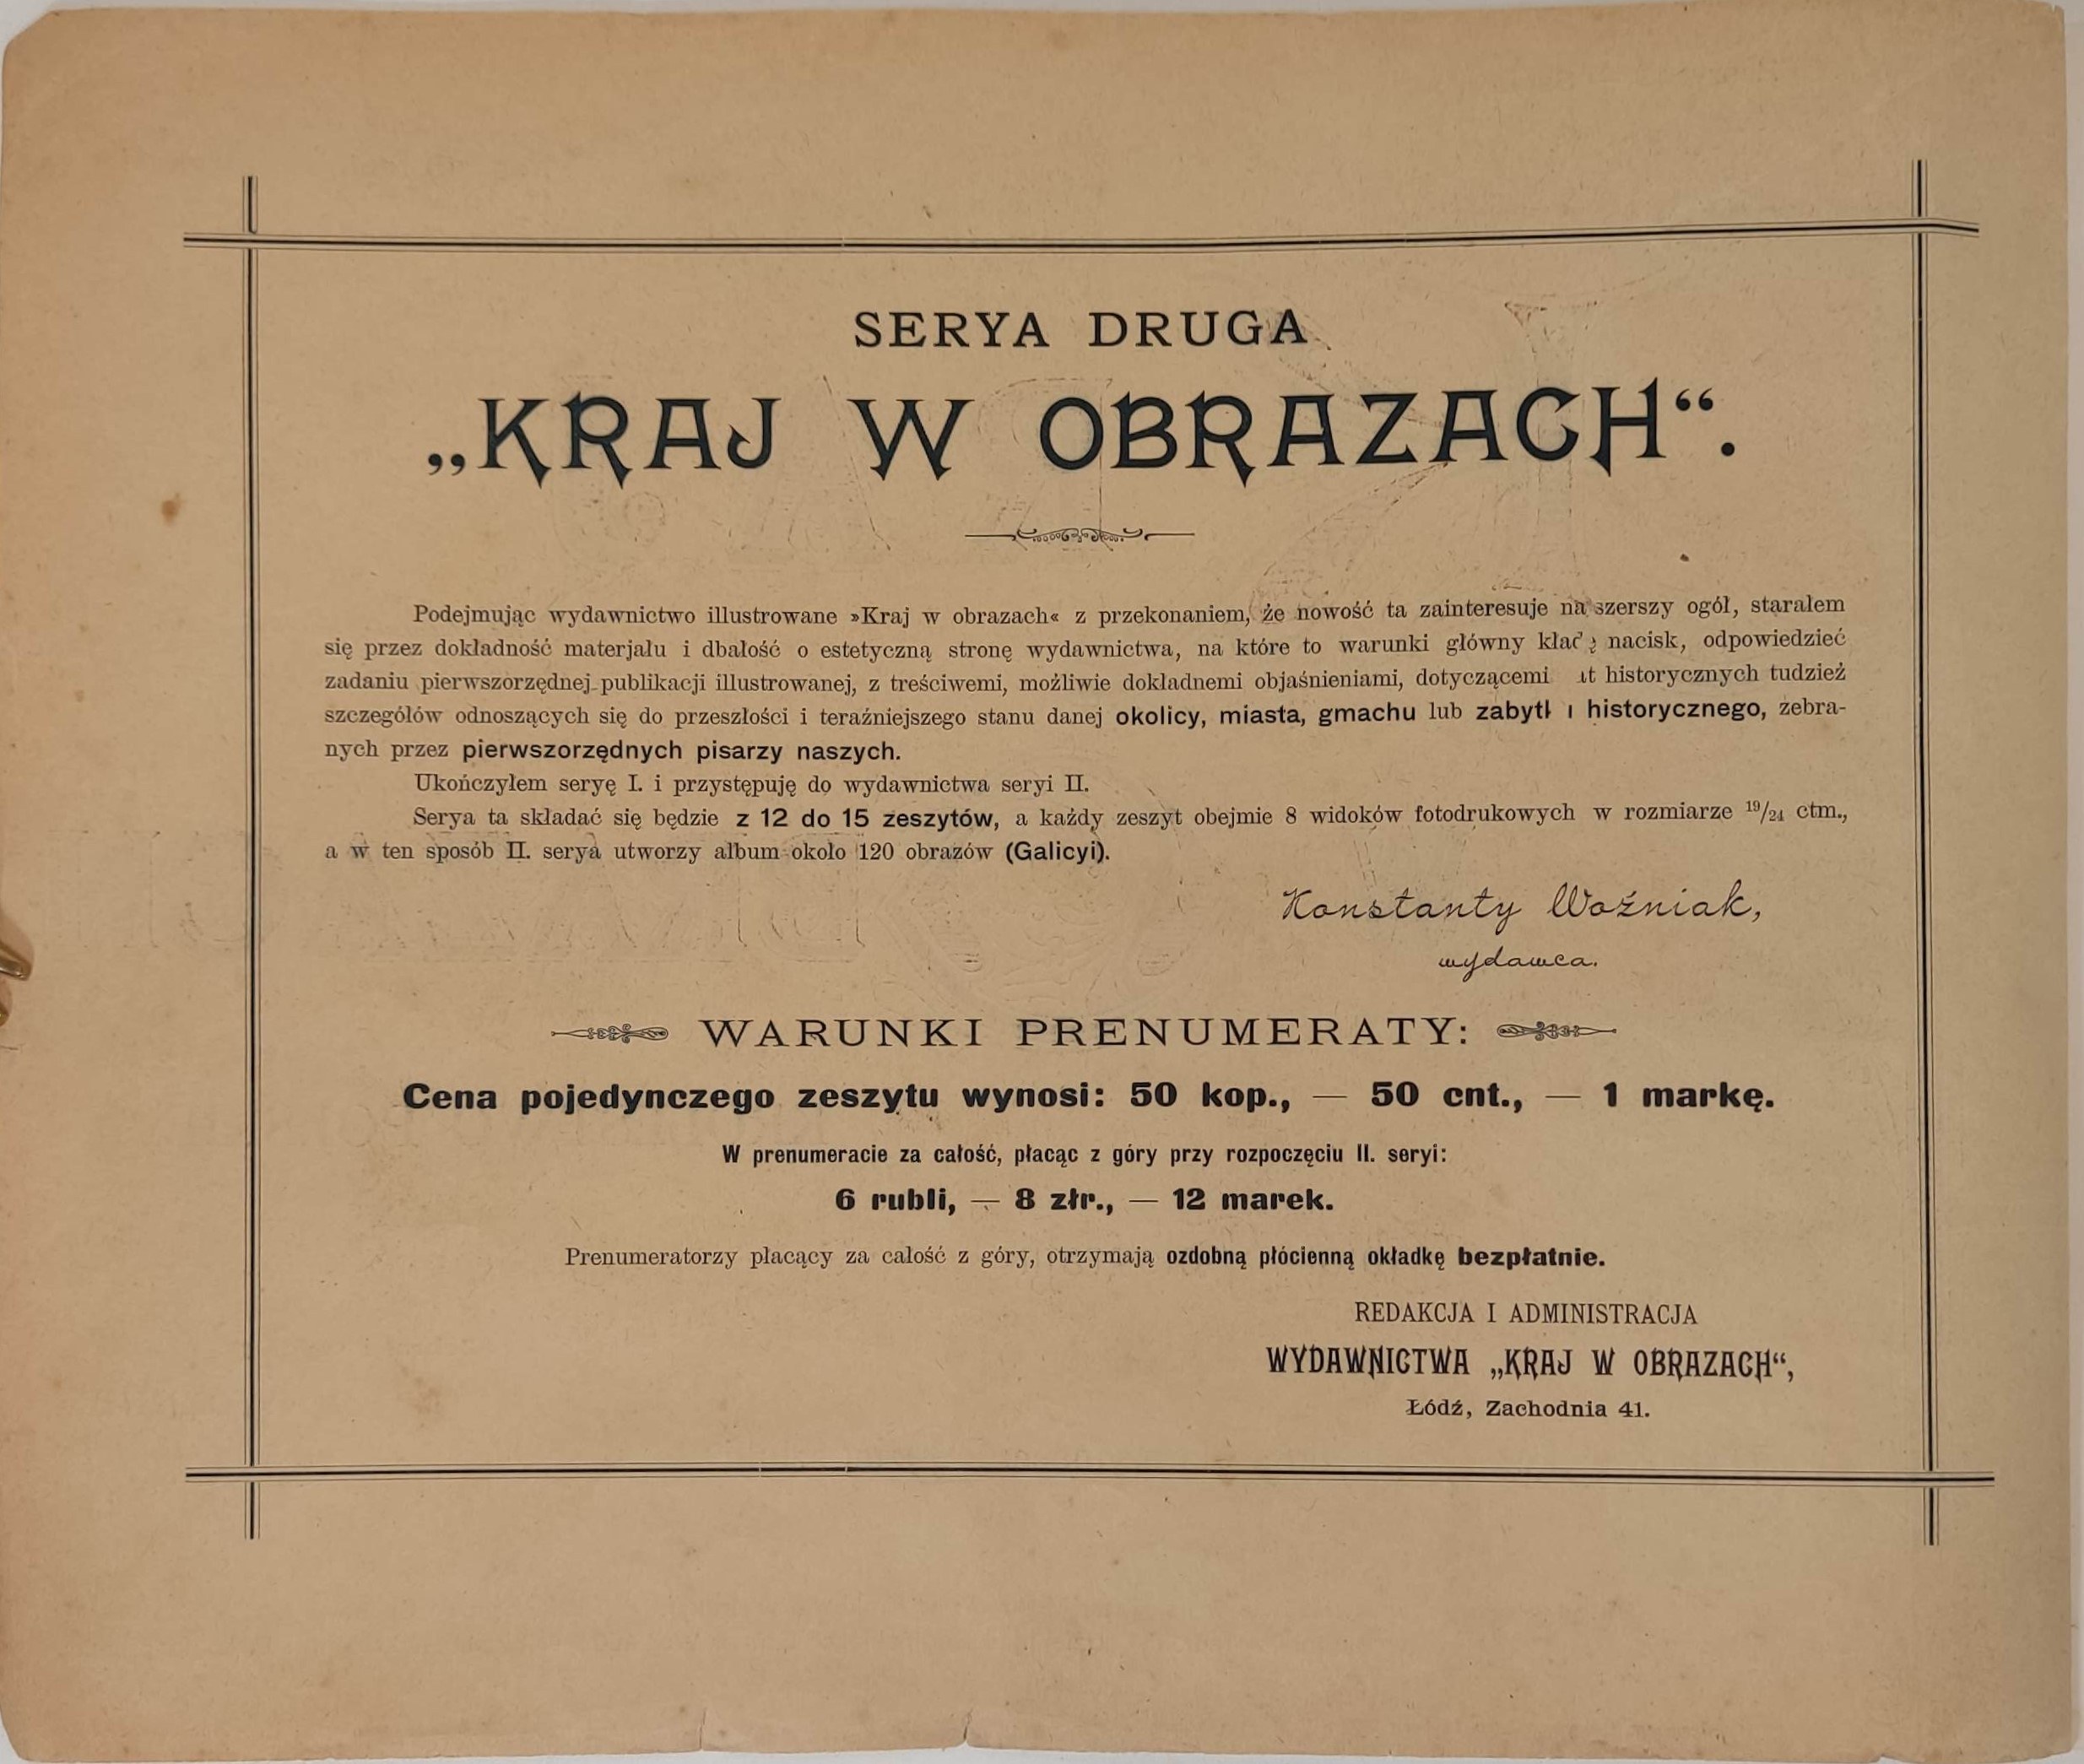 SERYA DRUGA
„KRAJ W OBRAZACH“.
Podejmując wydawnictwo illustrowane »Kraj w obrazach« z przekonaniem, że nowość ta zainteresuje na szerszy ogół, starałem
się przez dokładność materjału i dbałość o estetyczną stronę wydawnictwa, na które to warunki główny nacisk, odpowiedzieć
zadaniu pierwszorzędnej publikacji illustrowanej, z treściwemi, możliwie dokładnemi objaśnieniami, dotyczącemi historycznych tudzież
szczegółów odnoszących się do przeszłości i teraźniejszego stanu danej okolicy, miasta, gmachu lub historycznego, żebra-
nych przez pierwszorzędnych pisarzy naszych.
Ukończyłem seryę I. i przystępuję do wydawnictwa seryi II.
Serya ta składać się będzie z 12 do 15 zeszytów, a każdy zeszyt obejmie 8 widoków fotodrukowych w rozmiarze 19/24 ctm.,
a w ten sposób II. serya utworzy album około 120 obrazów (Galicyi).
Konstanty Woźniak,
wydawca.
WARUNKI PRENUMERATY:
Cena pojedynczego zeszytu wynosi: 50 kop., — 50 cnt., — 1 markę.
W prenumeracie za całość, płacąc z góry przy rozpoczęciu II. seryi:
6 rubli, — 8 złr., — 12 marek.
Prenumeratorzy płacący za całość z góry, otrzymają ozdobną płócienną okładkę bezpłatnie.
REDAKCJA I ADMINISTRACJA
WYDAWNICTWA „KRAJ W OBRAZACH“,
Łódź, Zachodnia 41.